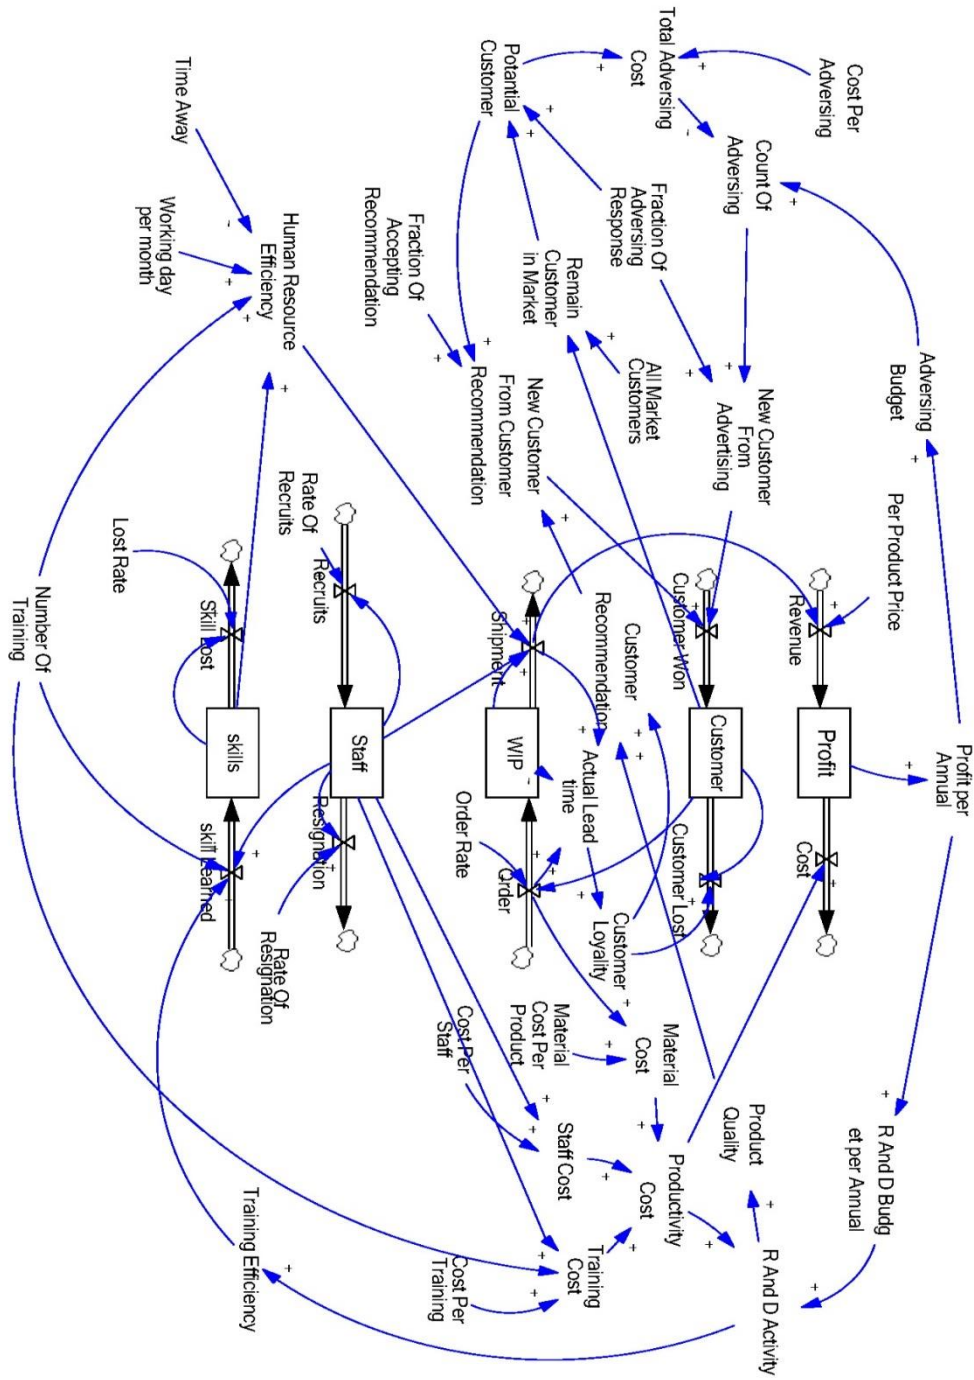 Profit per
Annual
Adversing
Budget
R And D Budg
et per Annual
Per Product Price
Cost Per
Adversing
Profit
Revenue
Cost
R And D Activity
Count Of
Adversing
New Customer
From
Advertising
Customer
Customer Won
Customer Lost
Product
Quality
Total Adversing
Cost
Fraction Of
Adversing
Response
All Market
Customers
Customer
Recommendation
Customer
Loyality
Material
Cost
Productivity
Cost
Remain
Customer
in Market
Actual Lead
time
Potential
Customer
New Customer
From Customer
Recommendation
WIP
Shipment
Order
Order Rate
Material
Cost Per
Product
Staff Cost
Training
Cost
Fraction Of
Accepting
Recommendation
Cost Per
Staff
Cost Per
Training
Rate Of
Recruits
Recruits
Staff
Resignation
Rate Of
Resignation
Human Resource
Efficiency
Training Efficiency
skills
Skill Lost
skill Learned
Time Away
Working day
per month
Lost Rate
Number Of
Training